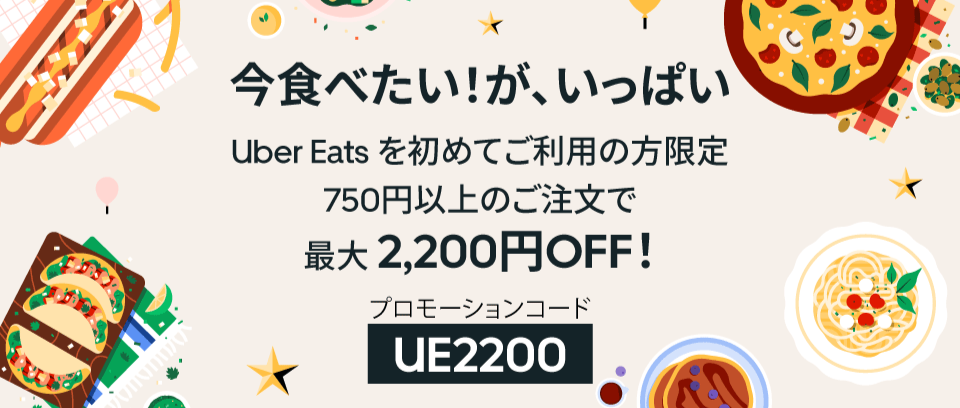 今食べたい！が、いっぱい
Uber Eats を初めてご利用の方限定
750円以上のご注文で
最大 2,200円OFF！
プロモーションコード
UE2200